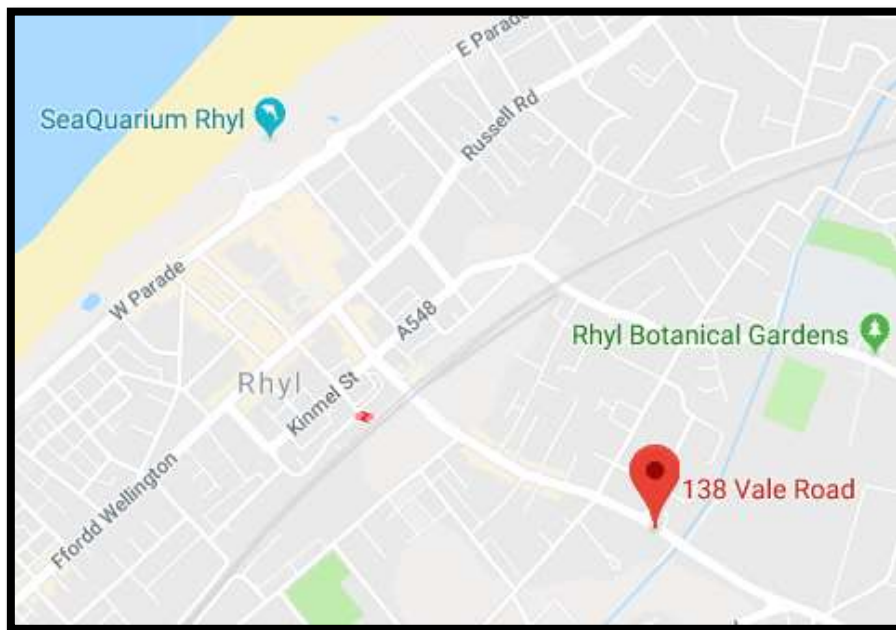 E Parade
SeaQuarium Rhyl
Russell Rd
W Parade
A548
Rhyl Botanical Gardens
Rhyl
Kinmel St
138 Vale Road
Ffordd Wellington